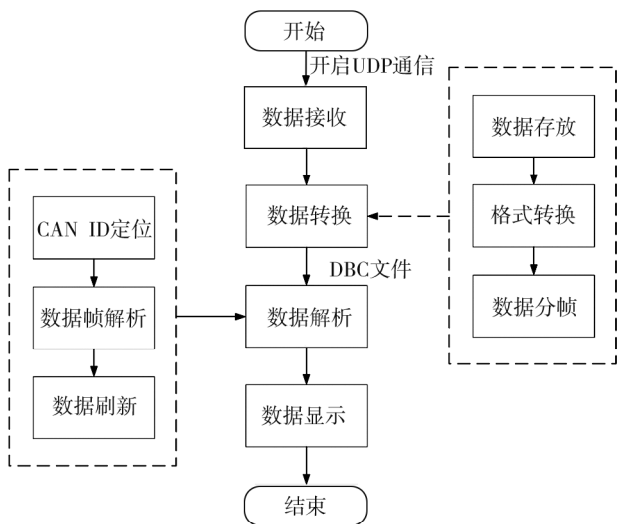 开始
开启UDP通信
数据接收
数据转换
DBC文件
数据解析
数据显示
结束
CAN ID定位
数据帧解析
数据刷新
数据存放
格式转换
数据分帧